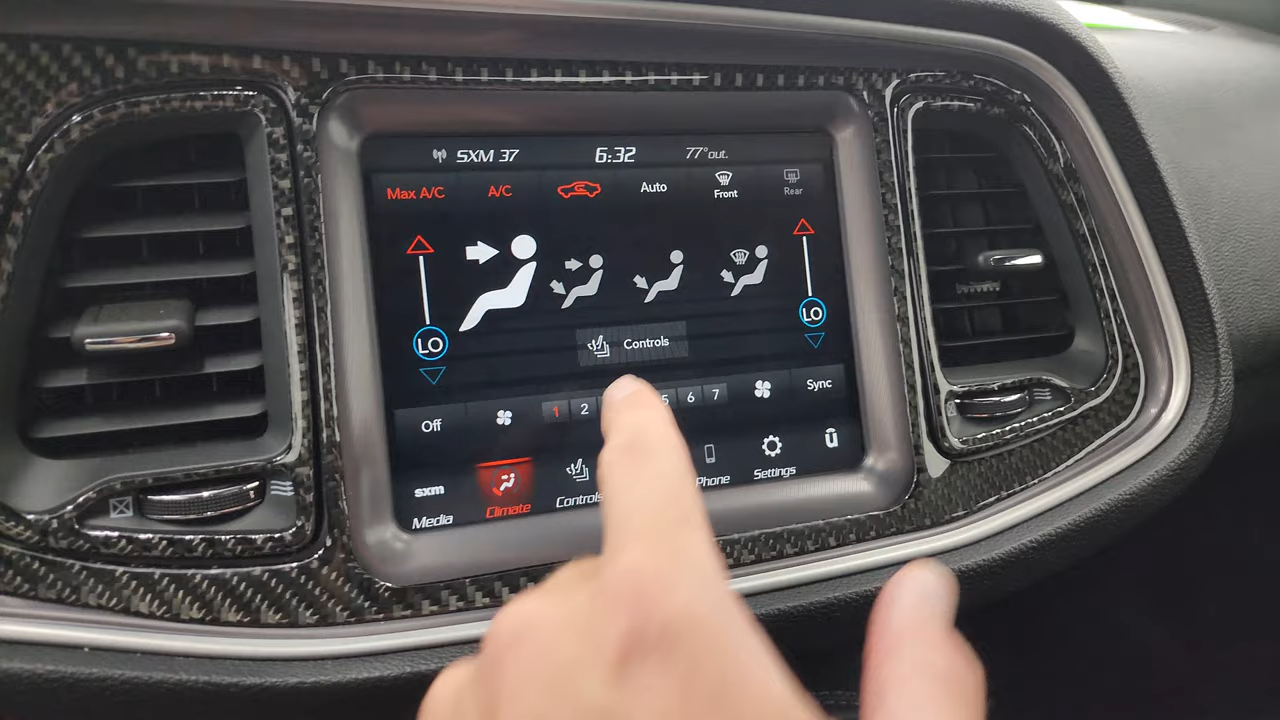 SXM 37 6:32 77°out.
Max A/C A/C Auto Front Rear
LO LO
Controls
Off 1 2 5 6 7 Sync
sxm
Media Climate Controls Phone Settings